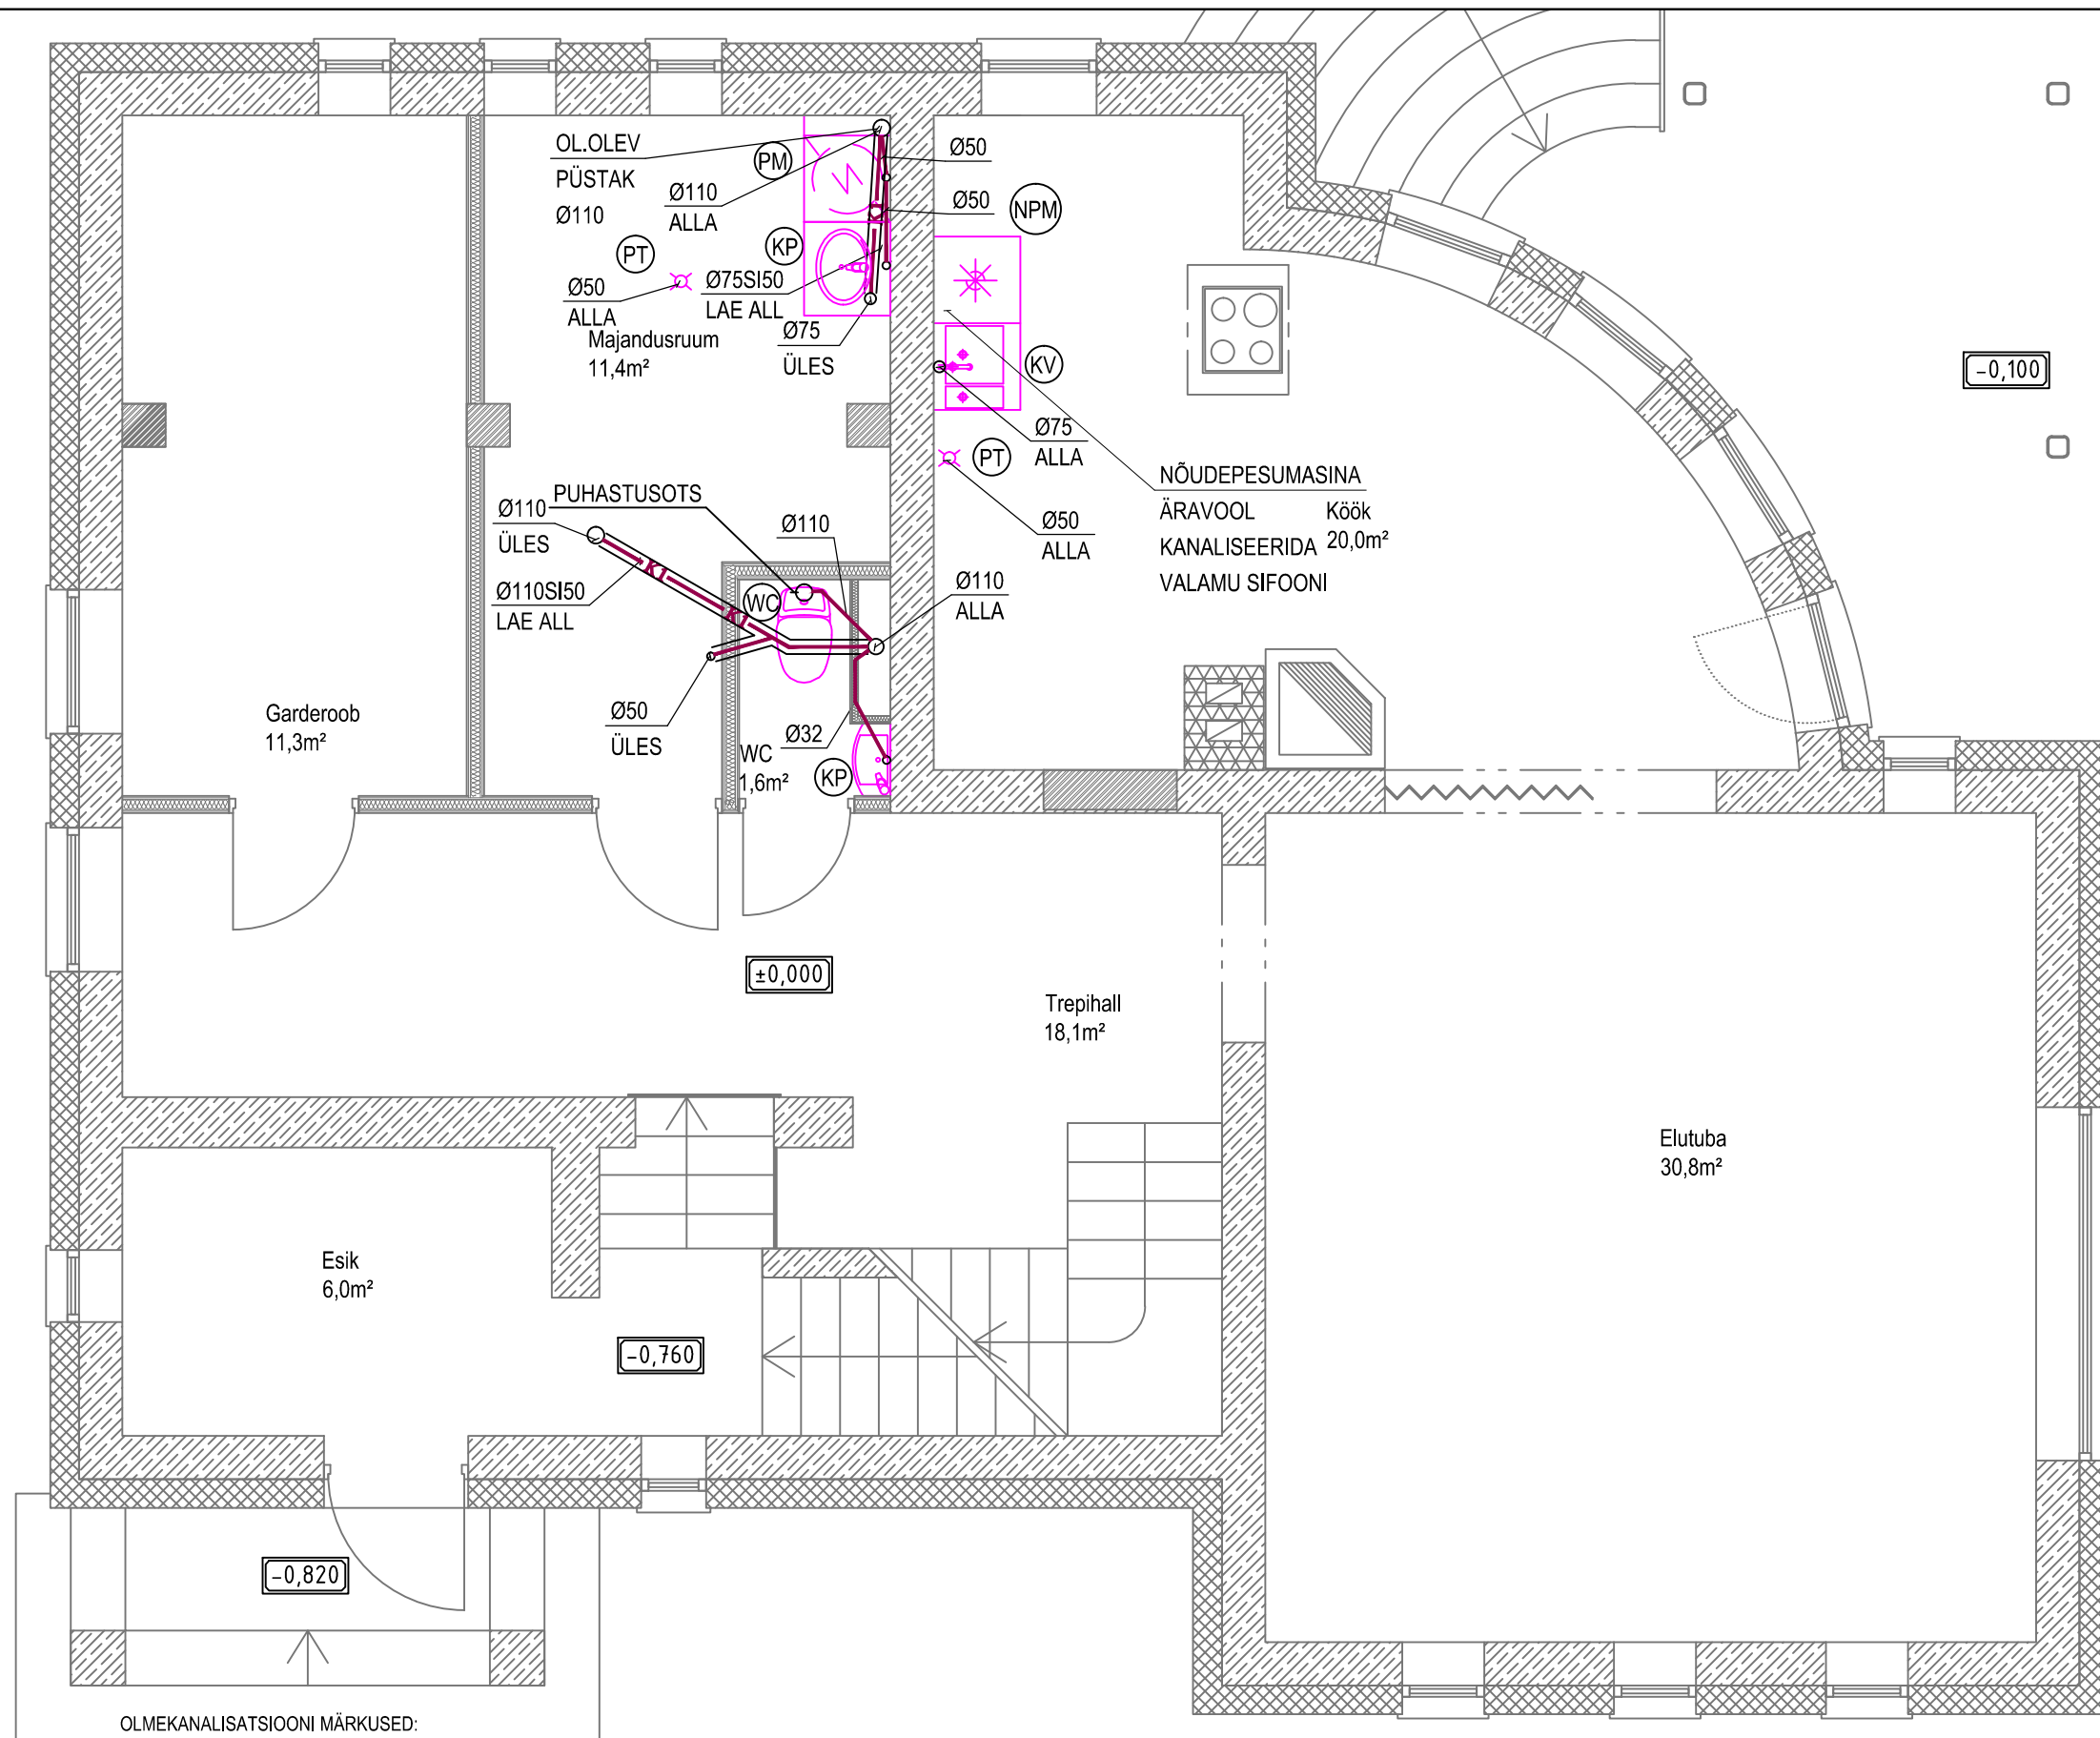 OL.OLEV
PÜSTAK
Ø110
PM
Ø110
ALLA
Ø50
Ø50
NPM
PT
KP
Ø50
ALLA
Ø75SI50
LAE ALL
Majandusruum
11,4m²
Ø75
ÜLES
KV
-0,100
Ø75
ALLA
PT
NÕUDEPESUMASINA
ÄRAVOOL
KANALISEERIDA
VALAMU SIFOONI
Köök
20,0m²
PUHASTUSOTS
Ø110
ÜLES
Ø110
Ø50
ALLA
K1
Ø110SI50
LAE ALL
WC
K1
Ø110
ALLA
Garderoob
11,3m²
Ø50
ÜLES
Ø32
WC
1,6m²
KP
±0,000
Trepihall
18,1m²
Elutuba
30,8m²
Esik
6,0m²
-0,760
-0,820
OLMEKANALISATSIOONI MÄRKUSED: